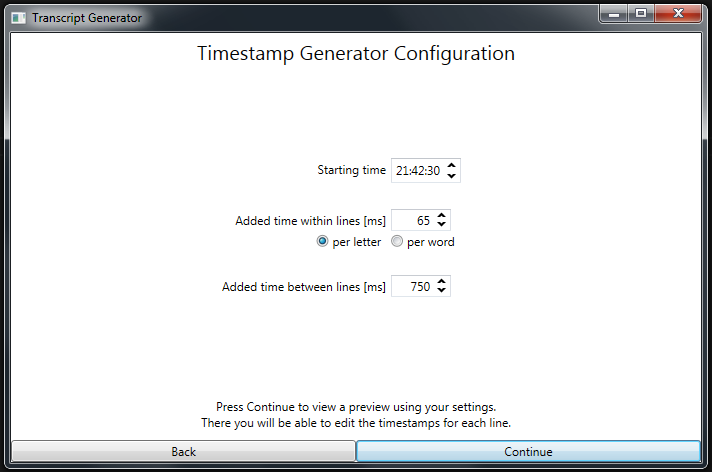 Transcript Generator
Timestamp Generator Configuration
Starting time 21:42:30
Added time within lines [ms] 65
per letter per word
Added time between lines [ms] 750
Press Continue to view a preview using your settings.
There you will be able to edit the timestamps for each line.
Back Continue